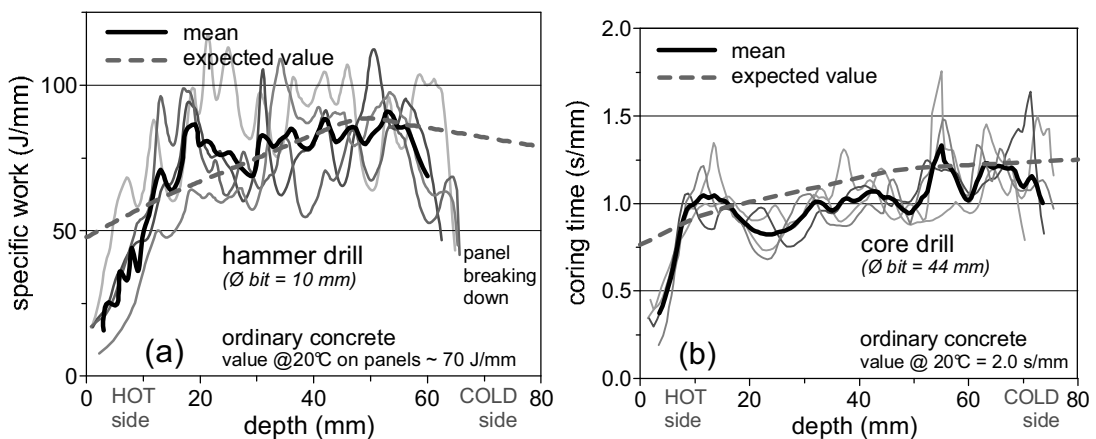 mean
expected value
100
50
0
specific work (J/mm)
hammer drill
(Ø bit = 10 mm)
panel
breaking
down
ordinary concrete
value @20℃ on panels ~ 70 J/mm
(a)
0 20 40 60 80
HOT
side
depth (mm)
COLD
side
2.0
1.5
1.0
0.5
0.0
coring time (s/mm)
mean
expected value
core drill
(Ø bit = 44 mm)
ordinary concrete
value @ 20℃ = 2.0 s/mm
(b)
0 20 40 60 80
HOT
side
depth (mm)
COLD
side